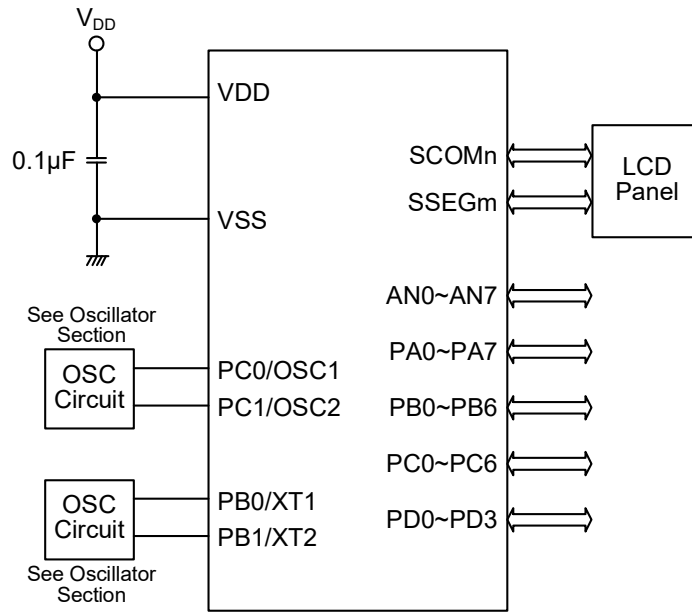 V_DD
VDD
0.1µF
VSS
SCOMn
SSEGm
LCD
Panel
AN0~AN7
PA0~PA7
PB0~PB6
PC0~PC6
PD0~PD3
See Oscillator
Section
OSC
Circuit
PC0/OSC1
PC1/OSC2
OSC
Circuit
PB0/XT1
PB1/XT2
See Oscillator
Section